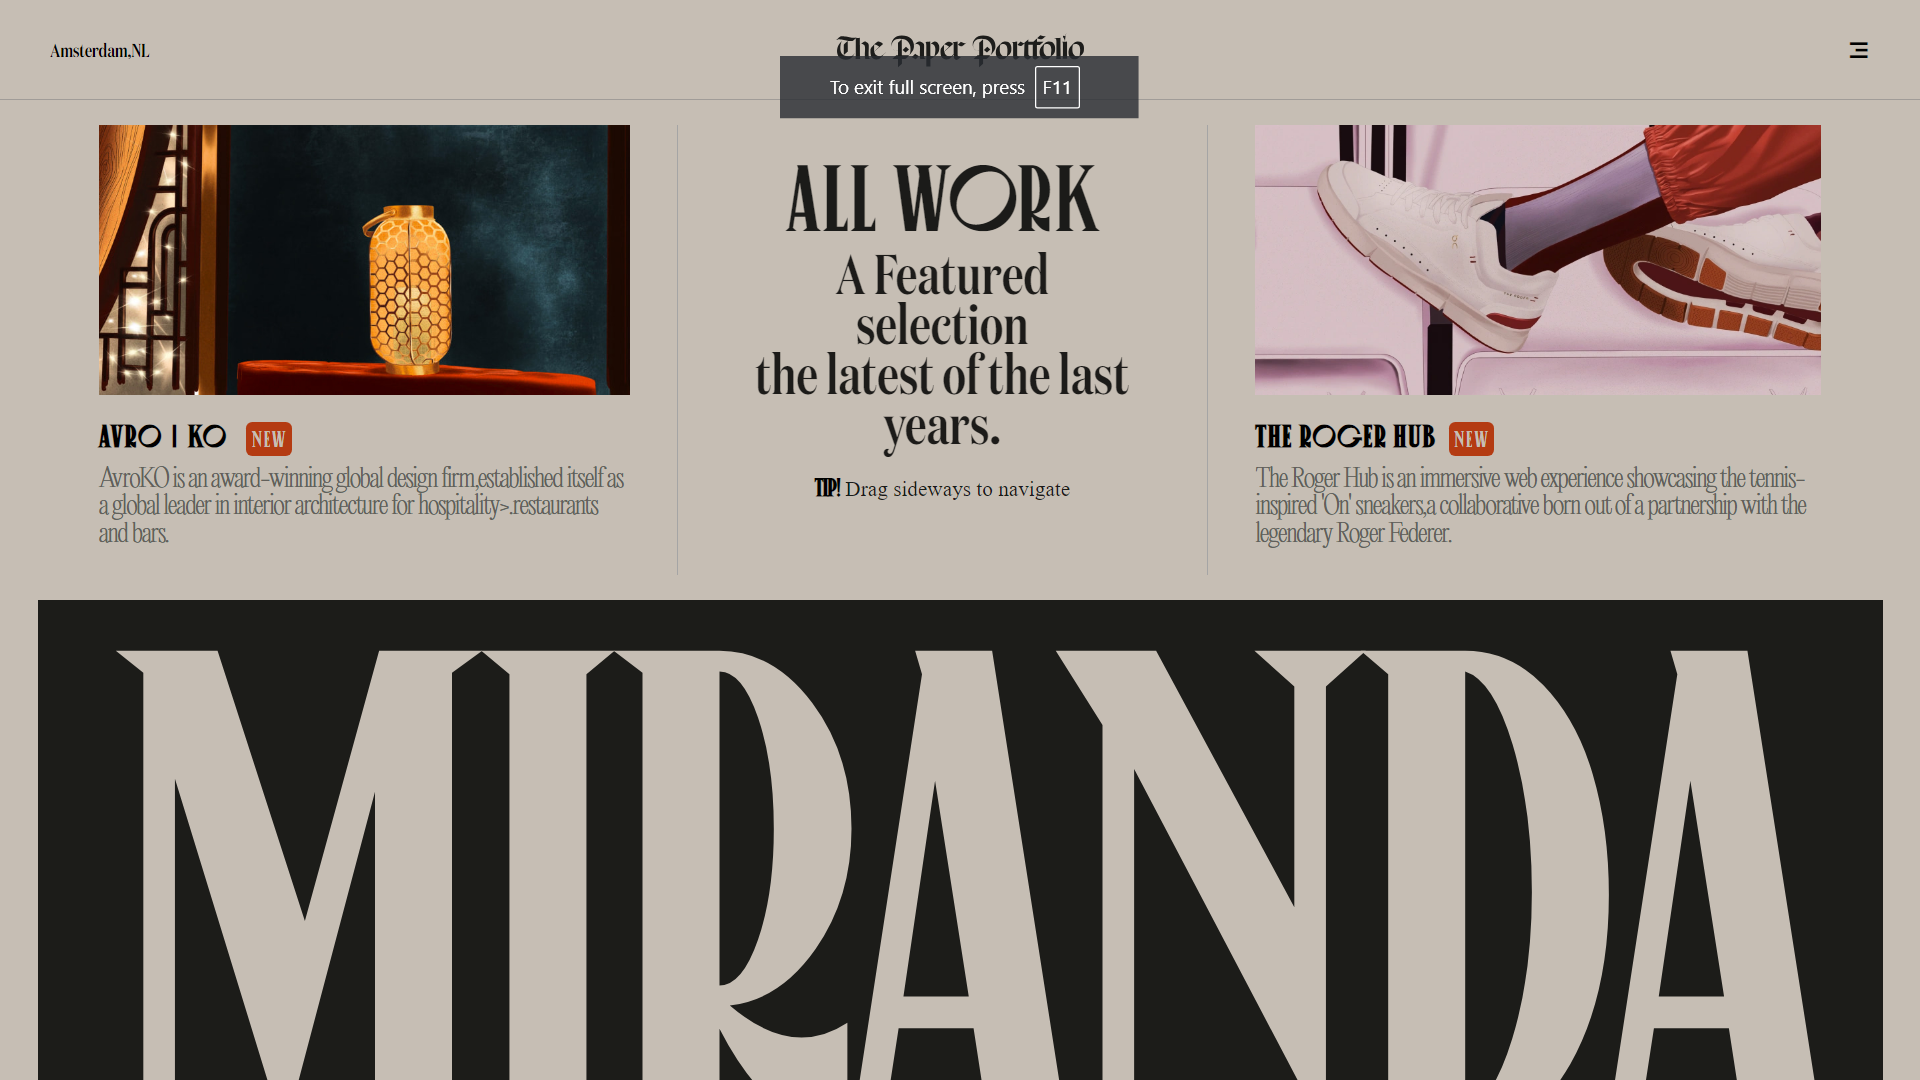 Amsterdam,NL
The Paper Portfolio
To exit full screen, press F11
ALL WORK
A Featured
selection
the latest of the last
years.
TIP! Drag sideways to navigate
AVRO | KO NEW
AvroKO is an award-winning global design firm,established itself as
a global leader in interior architecture for hospitality>.restaurants
and bars.
THE ROGER HUB NEW
The Roger Hub is an immersive web experience showcasing the tennis-
inspired 'On' sneakers,a collaborative born out of a partnership with the
legendary Roger Federer.
MIRANDA